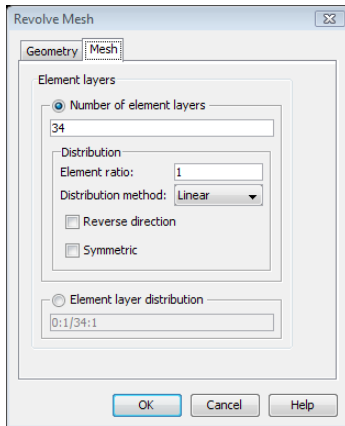 Revolve Mesh
Geometry Mesh
Element layers
Number of element layers
34
Distribution
Element ratio: 1
Distribution method: Linear
Reverse direction
Symmetric
Element layer distribution
0:1/34:1
OK Cancel Help